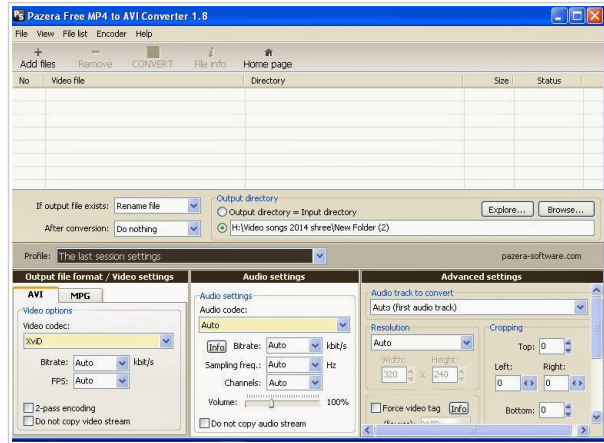 Pazera Free MP4 to AVI Converter 1.8
File View File list Encoder Help
Add files Remove CONVERT File info Home page
No Video file Directory Size Status
If output file exists: Rename file
After conversion: Do nothing
Output directory
Output directory = Input directory
H:\Video songs 2014 shree\New Folder (2)
Explore... Browse...
Profile: The last session settings pazera-software.com
Output file format / Video settings
AVI MPG
Video options
Video codec:
XviD
Bitrate: Auto kbit/s
FPS: Auto
2-pass encoding
Do not copy video stream
Audio settings
Audio settings
Audio codec:
Auto
Info Bitrate: Auto kbit/s
Sampling freq.: Auto Hz
Channels: Auto
Volume: 100%
Do not copy audio stream
Advanced settings
Audio track to convert
Auto (first audio track)
Resolution
Auto
Width: Height:
320 x 240
Force video tag Info
Cropping
Top: 0
Left: Right:
0 0
Bottom: 0